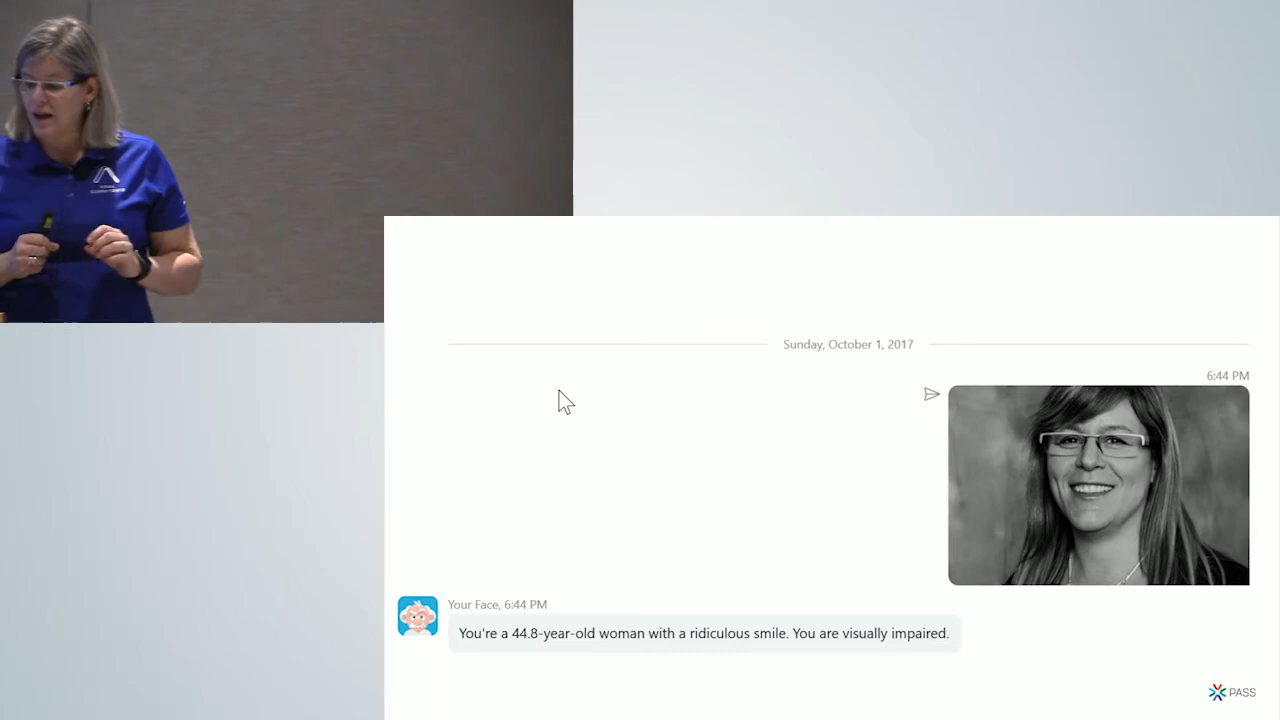 Sunday, October 1, 2017
6:44 PM
Your Face, 6:44 PM
You're a 44.8-year-old woman with a ridiculous smile. You are visually impaired.
PASS